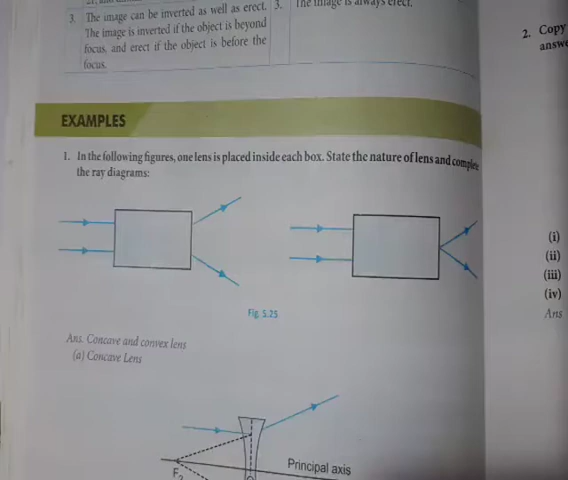 3. The image can be inverted as well as erect. 3. The image is always erect.
The image is inverted if the object is beyond
focus, and erect if the object is before the
focus.
2. Copy
EXAMPLES
1. In the following figures, one lens is placed inside each box. State the nature of lens and complete
the ray diagrams:
(i)
(ii)
(iii)
(iv)
Ans
Fig. 5.25
Ans. Concave and convex lens
(a) Concave Lens
Principal axis
F2